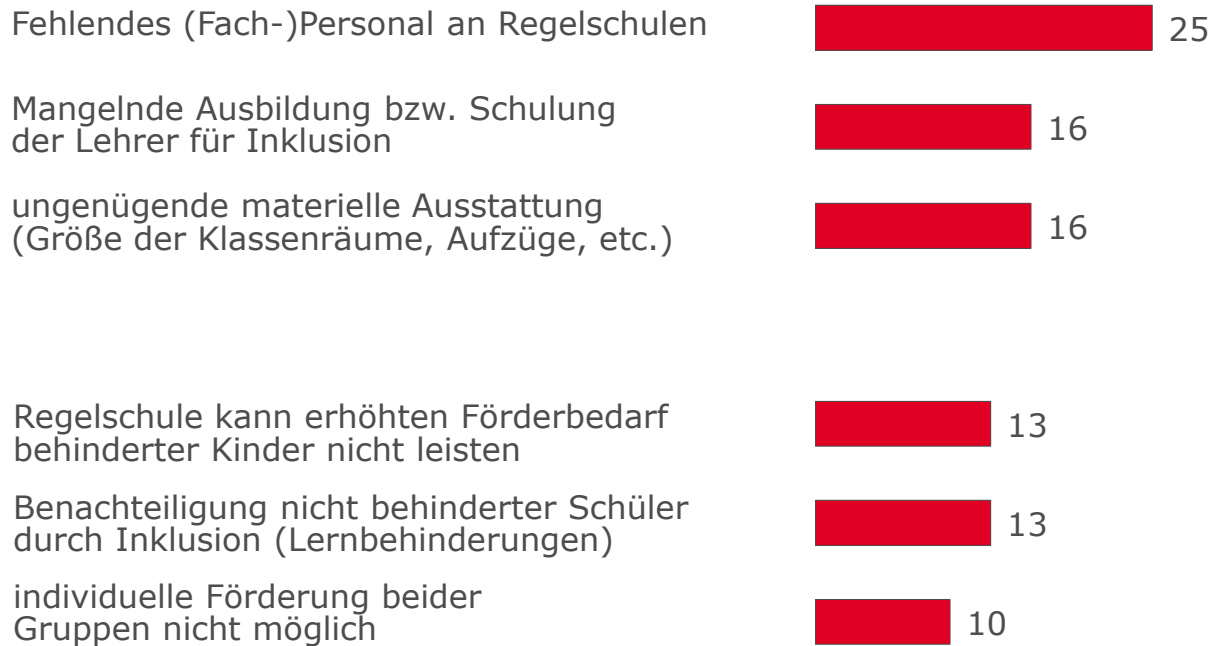 Fehlendes (Fach-)Personal an Regelschulen 25
Mangelnde Ausbildung bzw. Schulung
der Lehrer für Inklusion 16
ungenügende materielle Ausstattung
(Größe der Klassenräume, Aufzüge, etc.) 16
Regelschule kann erhöhten Förderbedarf
behinderter Kinder nicht leisten 13
Benachteiligung nicht behinderter Schüler
durch Inklusion (Lernbehinderungen) 13
individuelle Förderung beider
Gruppen nicht möglich 10